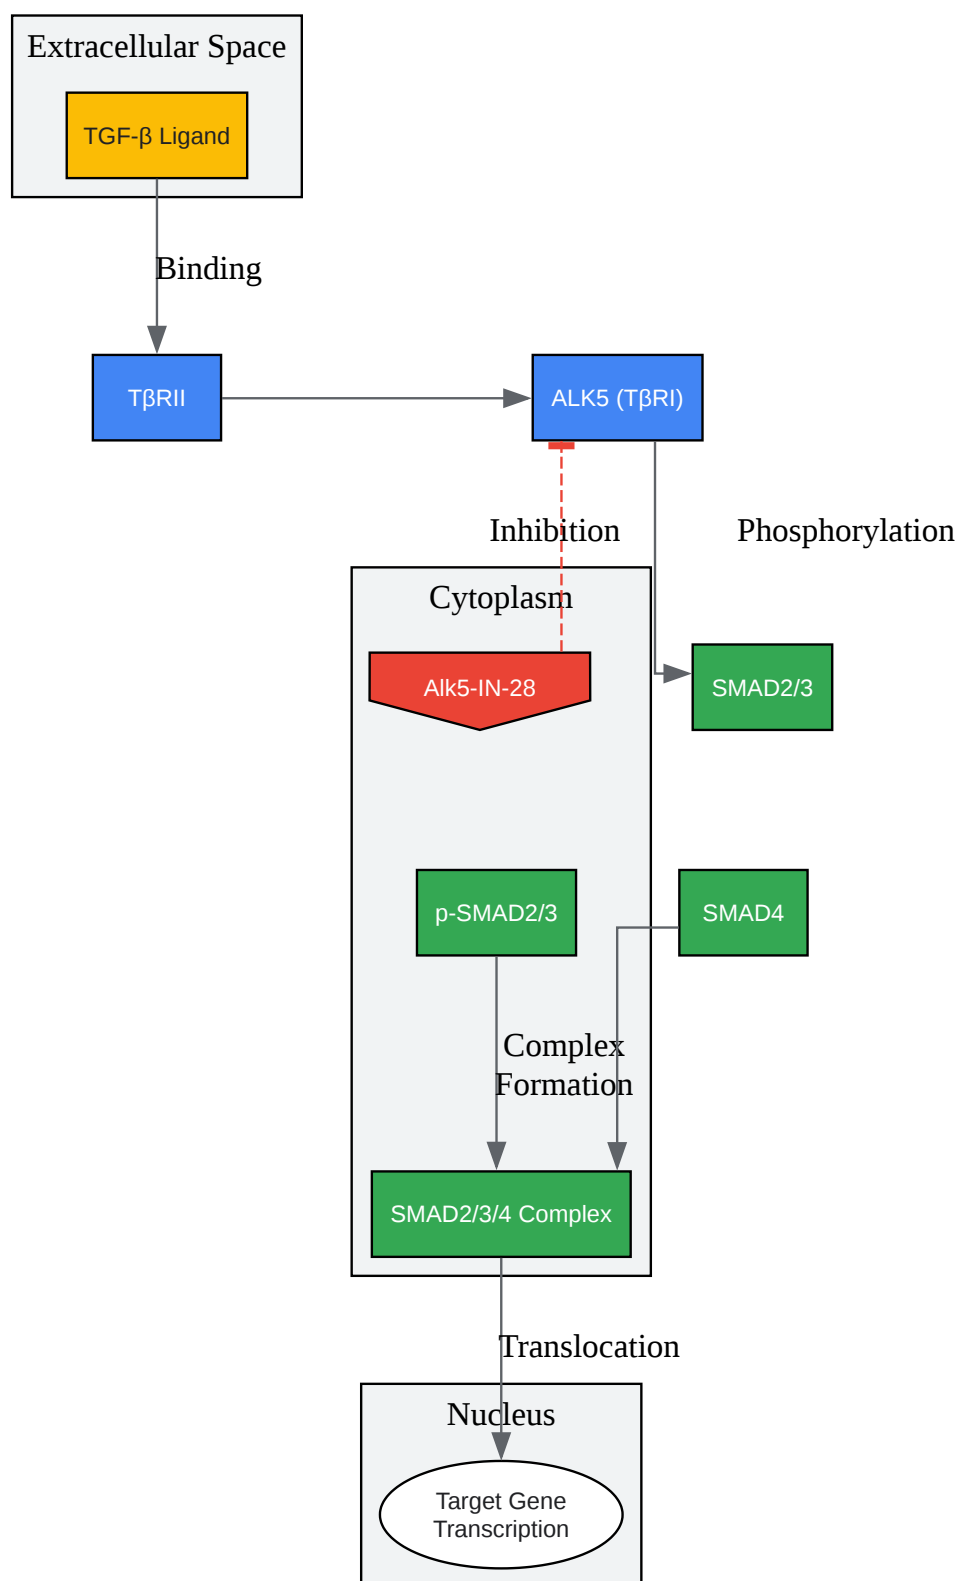 Extracellular Space
TGF-β Ligand
Binding
TβRII
ALK5 (TβRI)
Inhibition
Phosphorylation
Cytoplasm
Alk5-IN-28
SMAD2/3
p-SMAD2/3
SMAD4
Complex
Formation
SMAD2/3/4 Complex
Translocation
Nucleus
Target Gene
Transcription